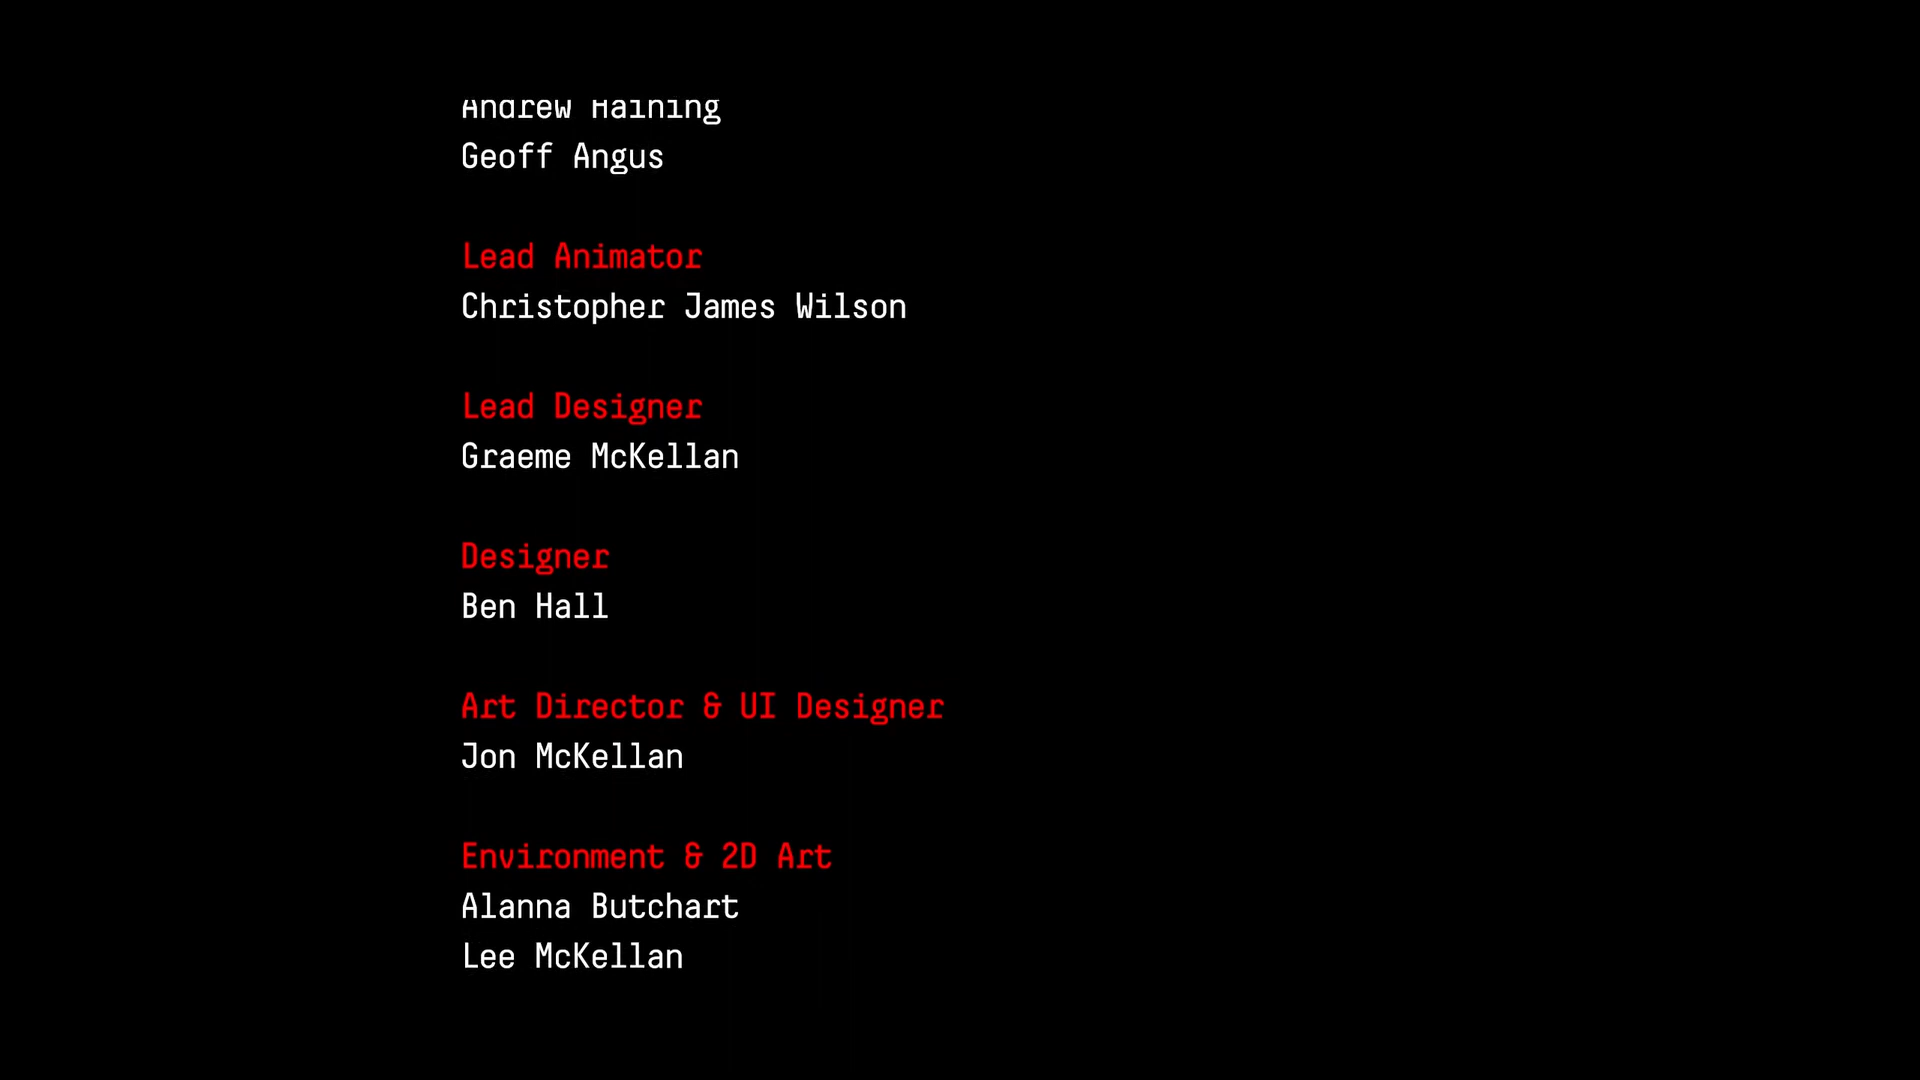 Andrew Haining
Geoff Angus
Lead Animator
Christopher James Wilson
Lead Designer
Graeme McKellan
Designer
Ben Hall
Art Director & UI Designer
Jon McKellan
Environment & 2D Art
Alanna Butchart
Lee McKellan